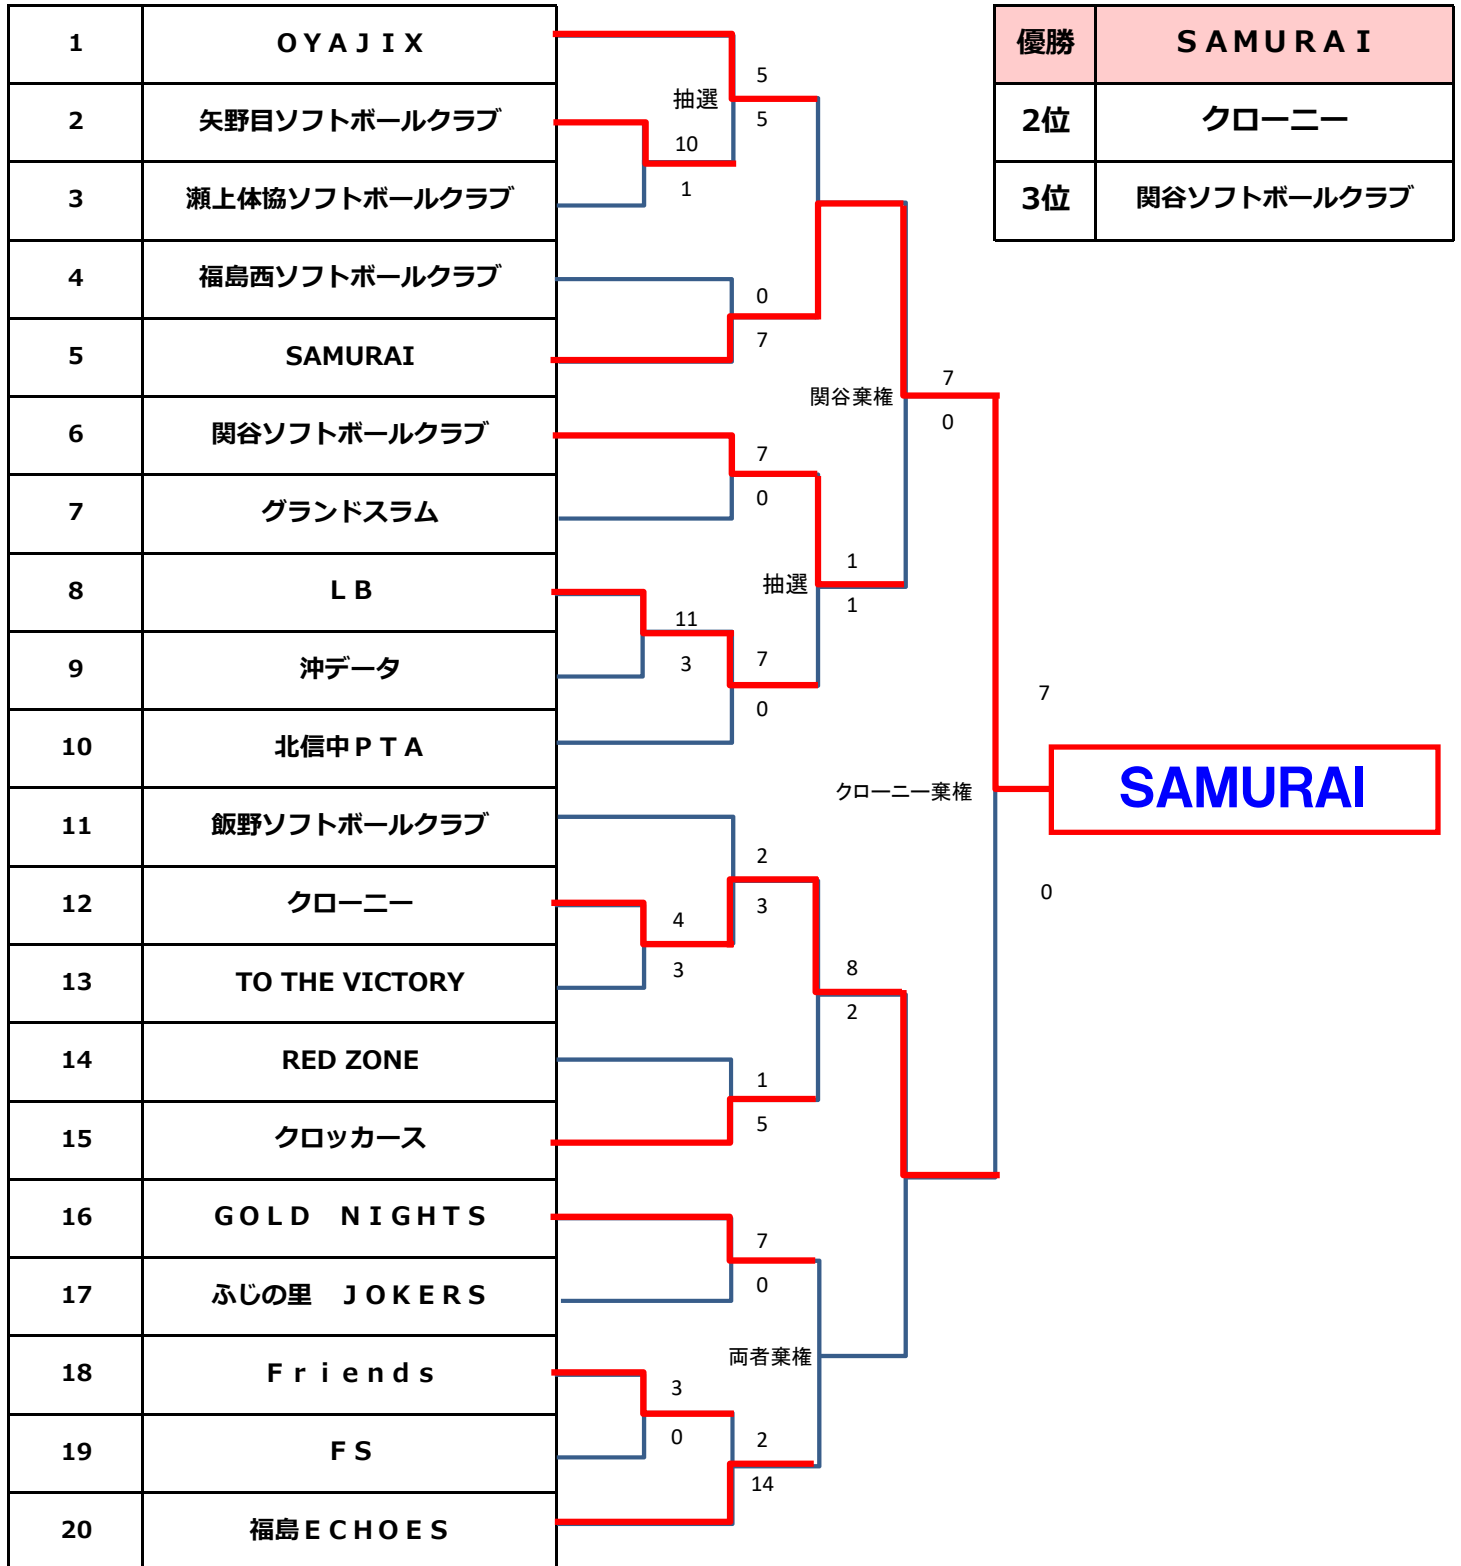 1 ＯＹＡＪＩＸ
2 矢野目ソフトボールクラブ
3 瀬上体協ソフトボールクラブ
4 福島西ソフトボールクラブ
5 SAMURAI
6 関谷ソフトボールクラブ
7 グランドスラム
8 ＬＢ
9 沖データ
10 北信中ＰＴＡ
11 飯野ソフトボールクラブ
12 クローニー
13 TO THE VICTORY
14 RED ZONE
15 クロッカース
16 ＧＯＬＤ　ＮＩＧＨＴＳ
17 ふじの里　ＪＯＫＥＲＳ
18 Ｆｒｉｅｎｄｓ
19 ＦＳ
20 福島ＥＣＨＯＥＳ
抽選
10
1
5
5
0
7
7
0
11
3
7
0
抽選
1
1
関谷棄権
7
0
4
3
2
3
1
5
8
2
7
0
3
0
2
14
両者棄権
クローニー棄権
7
0
SAMURAI
優勝 ＳＡＭＵＲＡＩ
2位 クローニー
3位 関谷ソフトボールクラブ